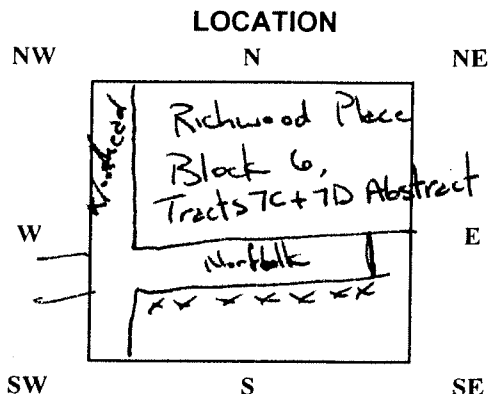 LOCATION
NW N NE
Richwood Place
Block 6,
Tracts 7C + 7D Abstract
W E
Norfolk
SW S SE